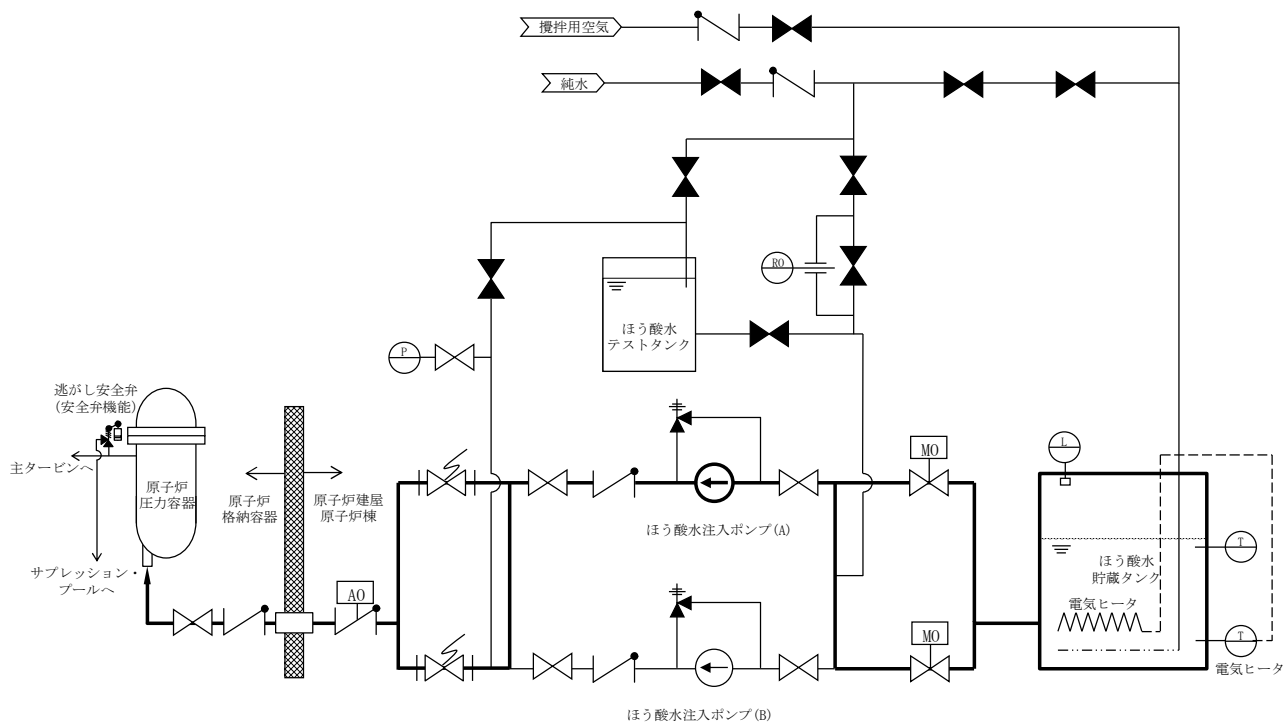 攪拌用空気
純水
RO
ほう酸水
テストタンク
P
逃がし安全弁
(安全弁機能)
主タービンへ
原子炉
圧力容器
原子炉
格納容器
原子炉建屋
原子炉棟
サプレッション・
プールへ
AO
MO
L
ほう酸水注入ポンプ(A)
T
ほう酸水
貯蔵タンク
電気ヒータ
MO
T
電気ヒータ
ほう酸水注入ポンプ(B)